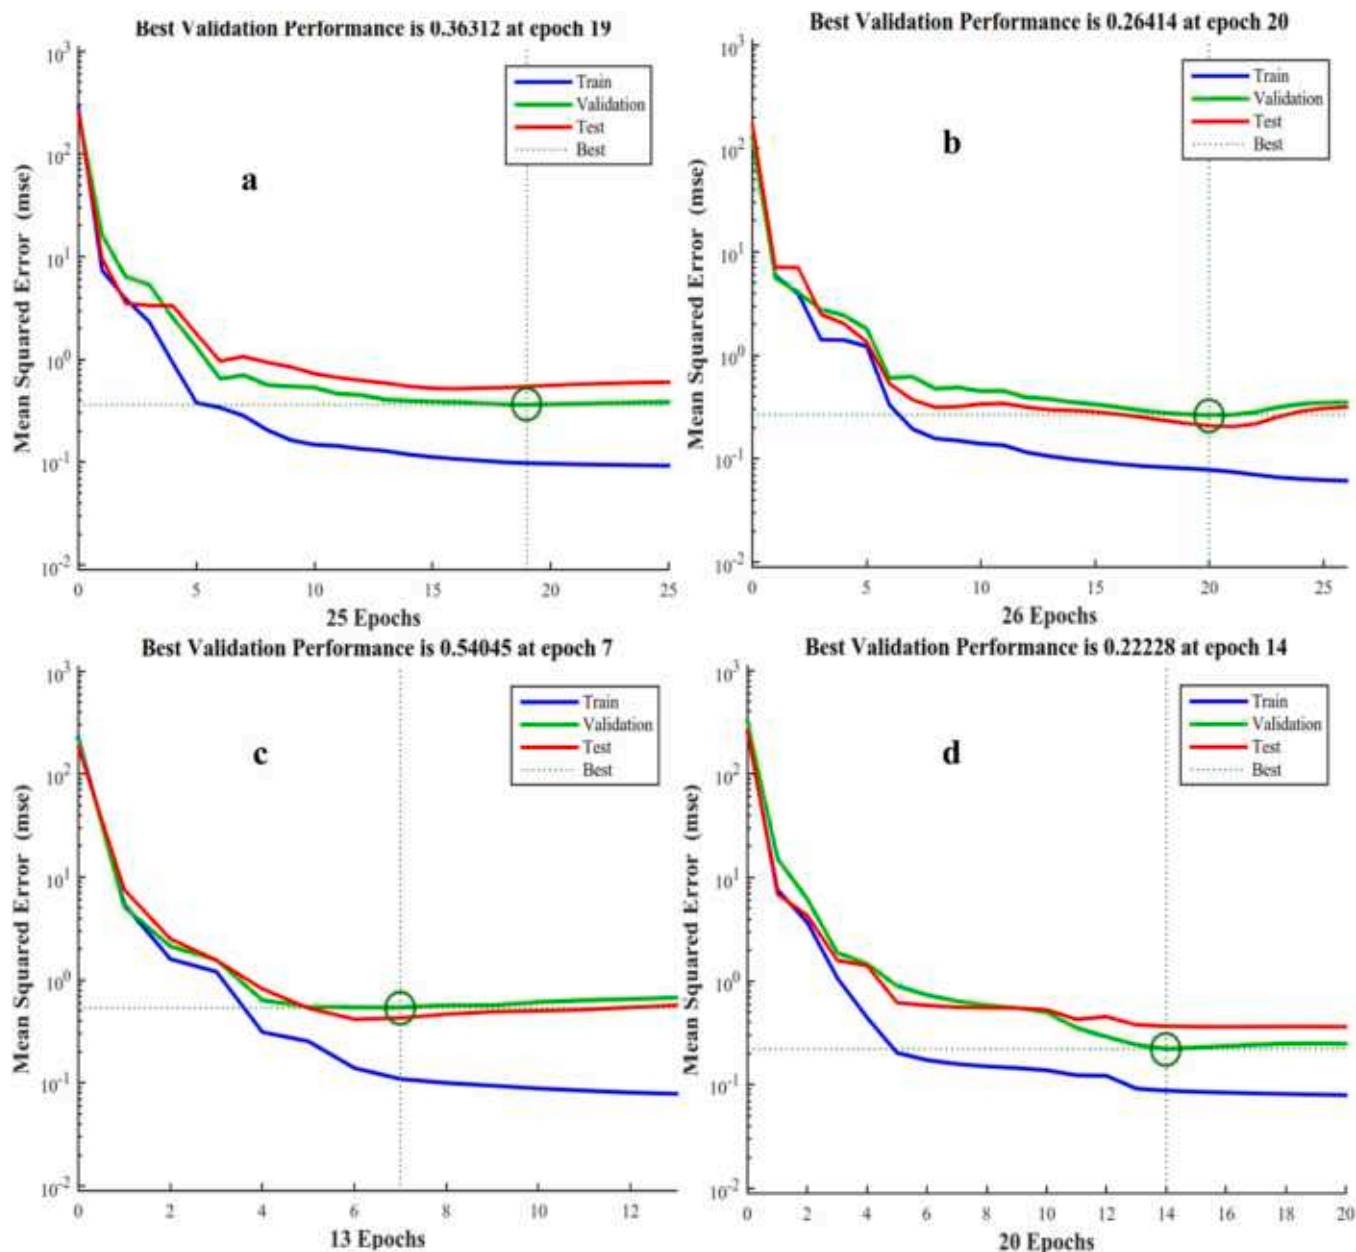 Best Validation Performance is 0.36312 at epoch 19
Mean Squared Error (mse)
10^3
10^2
10^1
10^0
10^-1
10^-2
Train
Validation
Test
Best
a
0 5 10 15 20 25
25 Epochs
Best Validation Performance is 0.26414 at epoch 20
Mean Squared Error (mse)
10^3
10^2
10^1
10^0
10^-1
10^-2
Train
Validation
Test
Best
b
0 5 10 15 20 25
26 Epochs
Best Validation Performance is 0.54045 at epoch 7
Mean Squared Error (mse)
10^3
10^2
10^1
10^0
10^-1
10^-2
Train
Validation
Test
Best
c
0 2 4 6 8 10 12
13 Epochs
Best Validation Performance is 0.22228 at epoch 14
Mean Squared Error (mse)
10^3
10^2
10^1
10^0
10^-1
10^-2
Train
Validation
Test
Best
d
0 2 4 6 8 10 12 14 16 18 20
20 Epochs